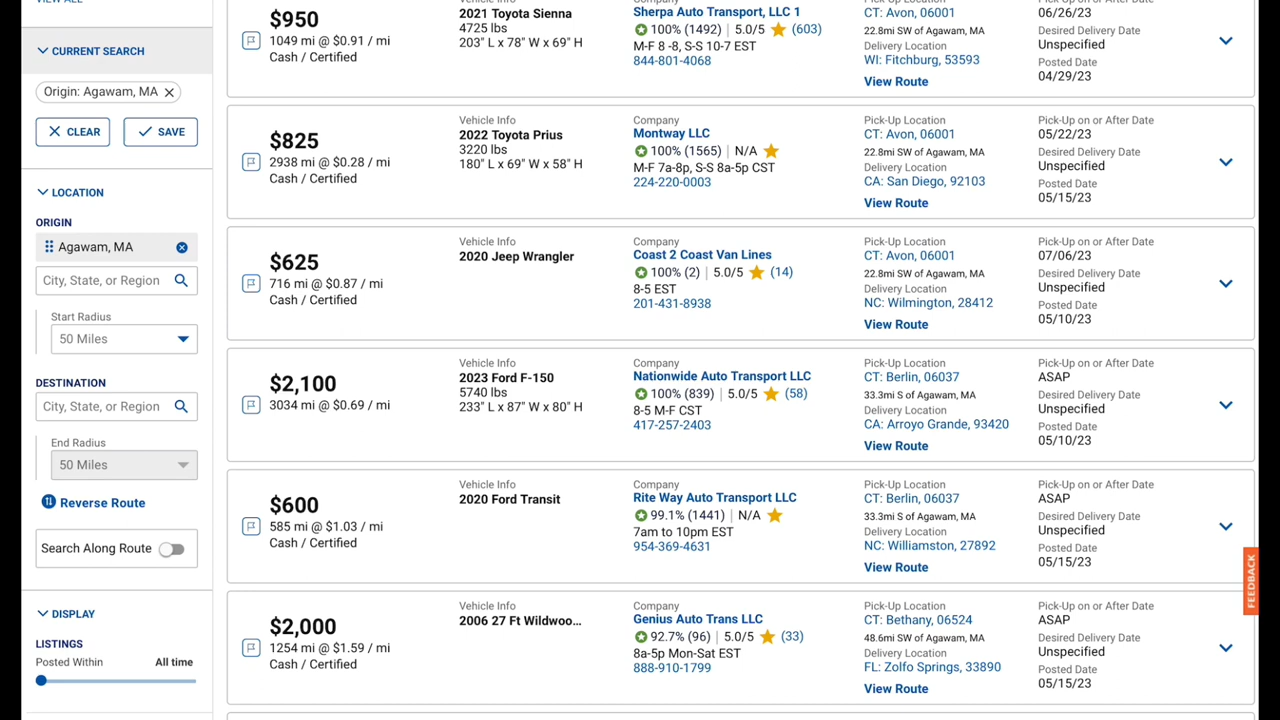 VIEW ALL
CURRENT SEARCH
Origin: Agawam, MA
CLEAR
SAVE
LOCATION
ORIGIN
Agawam, MA
City, State, or Region
Start Radius
50 Miles
DESTINATION
City, State, or Region
End Radius
50 Miles
Reverse Route
Search Along Route
DISPLAY
LISTINGS
Posted Within All time
$950
1049 mi @ $0.91 / mi
Cash / Certified
2021 Toyota Sienna
4725 lbs
203" L x 78" W x 69" H
Sherpa Auto Transport, LLC 1
100% (1492) | 5.0/5 (603)
M-F 8 -8, S-S 10-7 EST
844-801-4068
CT: Avon, 06001
22.8mi SW of Agawam, MA
Delivery Location
WI: Fitchburg, 53593
View Route
06/26/23
Desired Delivery Date
Unspecified
Posted Date
04/29/23
$825
2938 mi @ $0.28 / mi
Cash / Certified
Vehicle Info
2022 Toyota Prius
3220 lbs
180" L x 69" W x 58" H
Company
Montway LLC
100% (1565) | N/A
M-F 7a-8p, S-S 8a-5p CST
224-220-0003
Pick-Up Location
CT: Avon, 06001
22.8mi SW of Agawam, MA
Delivery Location
CA: San Diego, 92103
View Route
Pick-Up on or After Date
05/22/23
Desired Delivery Date
Unspecified
Posted Date
05/15/23
$625
716 mi @ $0.87 / mi
Cash / Certified
Vehicle Info
2020 Jeep Wrangler
Company
Coast 2 Coast Van Lines
100% (2) | 5.0/5 (14)
8-5 EST
201-431-8938
Pick-Up Location
CT: Avon, 06001
22.8mi SW of Agawam, MA
Delivery Location
NC: Wilmington, 28412
View Route
Pick-Up on or After Date
07/06/23
Desired Delivery Date
Unspecified
Posted Date
05/10/23
$2,100
3034 mi @ $0.69 / mi
Vehicle Info
2023 Ford F-150
5740 lbs
233" L x 87" W x 80" H
Company
Nationwide Auto Transport LLC
100% (839) | 5.0/5 (58)
8-5 M-F CST
417-257-2403
Pick-Up Location
CT: Berlin, 06037
33.3mi S of Agawam, MA
Delivery Location
CA: Arroyo Grande, 93420
View Route
Pick-Up on or After Date
ASAP
Desired Delivery Date
Unspecified
Posted Date
05/10/23
$600
585 mi @ $1.03 / mi
Cash / Certified
Vehicle Info
2020 Ford Transit
Company
Rite Way Auto Transport LLC
99.1% (1441) | N/A
7am to 10pm EST
954-369-4631
Pick-Up Location
CT: Berlin, 06037
33.3mi S of Agawam, MA
Delivery Location
NC: Williamston, 27892
View Route
Pick-Up on or After Date
ASAP
Desired Delivery Date
Unspecified
Posted Date
05/15/23
$2,000
1254 mi @ $1.59 / mi
Cash / Certified
Vehicle Info
2006 27 Ft Wildwoo...
Company
Genius Auto Trans LLC
92.7% (96) | 5.0/5 (33)
8a-5p Mon-Sat EST
888-910-1799
Pick-Up Location
CT: Bethany, 06524
48.6mi SW of Agawam, MA
Delivery Location
FL: Zolfo Springs, 33890
View Route
Pick-Up on or After Date
ASAP
Desired Delivery Date
Unspecified
Posted Date
05/15/23
FEEDBACK